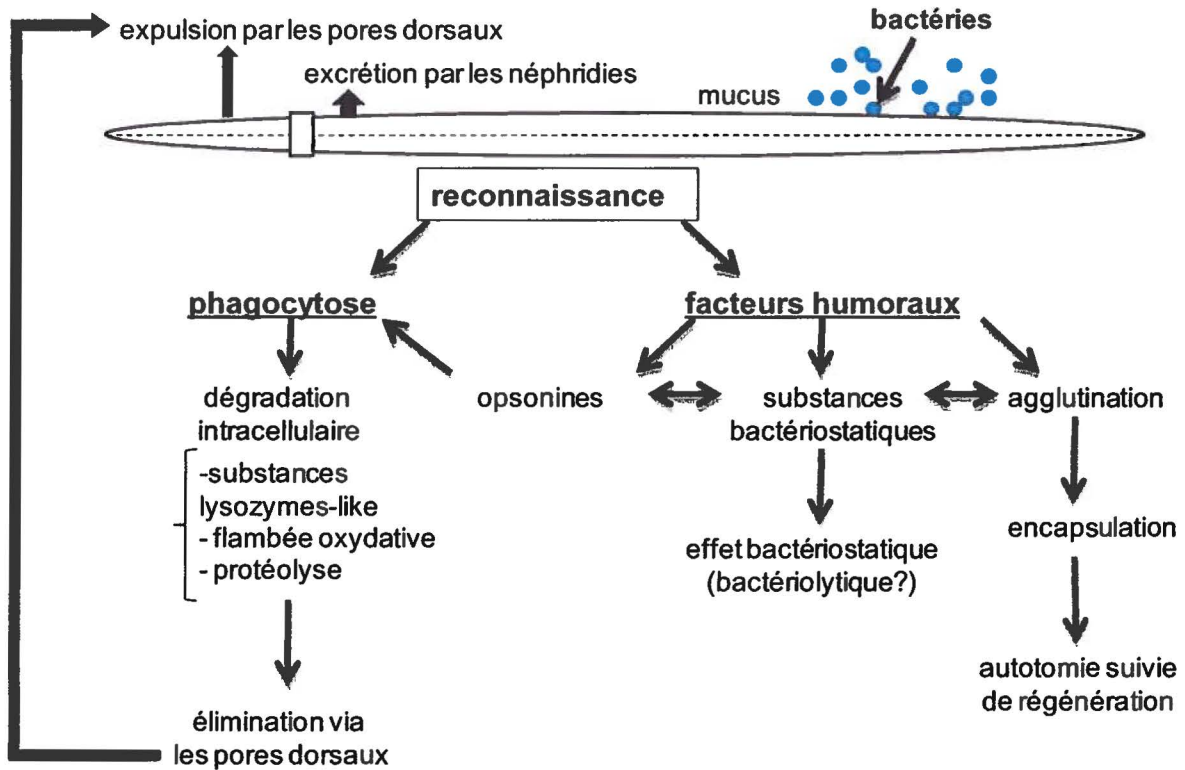 expulsion par les pores dorsaux
bactéries
excrétion par les néphridies
mucus
reconnaissance
phagocytose
facteurs humoraux
dégradation
intracellulaire
-substances
lysozymes-like
- flambée oxydative
- protéolyse
élimination via
les pores dorsaux
opsonines
substances
bactériostatiques
effet bactériostatique
(bactériolytique?)
agglutination
encapsulation
autotomie suivie
de régénération